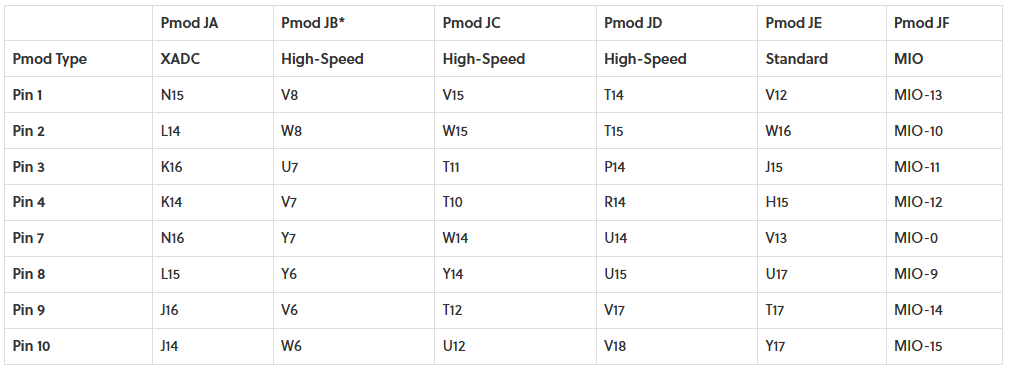 Pmod JA Pmod JB* Pmod JC Pmod JD Pmod JE Pmod JF
Pmod Type XADC High-Speed High-Speed High-Speed Standard MIO
Pin 1 N15 V8 V15 T14 V12 MIO-13
Pin 2 L14 W8 W15 T15 W16 MIO-10
Pin 3 K16 U7 T11 P14 J15 MIO-11
Pin 4 K14 V7 T10 R14 H15 MIO-12
Pin 7 N16 Y7 W14 U14 V13 MIO-0
Pin 8 L15 Y6 Y14 U15 U17 MIO-9
Pin 9 J16 V6 T12 V17 T17 MIO-14
Pin 10 J14 W6 U12 V18 Y17 MIO-15